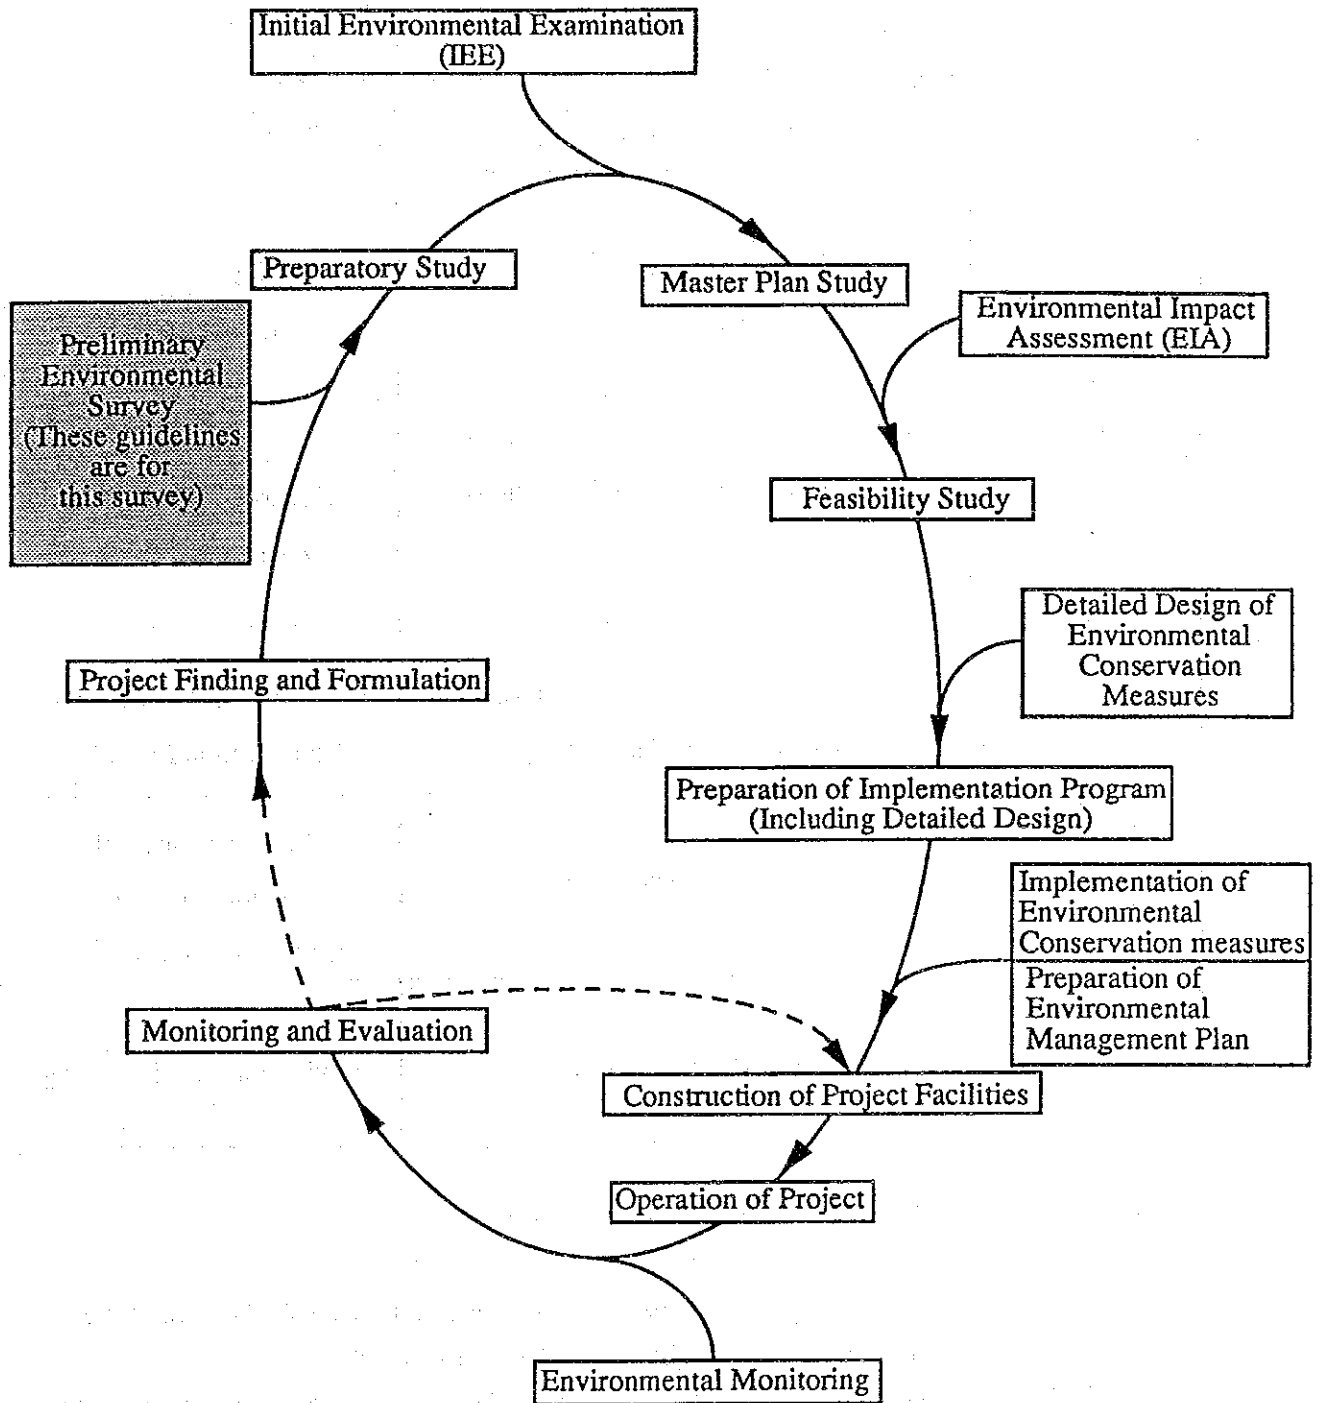 Initial Environmental Examination
(IEE)
Preparatory Study
Master Plan Study
Preliminary
Environmental
Survey
(These guidelines
are for
this survey)
Environmental Impact
Assessment (EIA)
Feasibility Study
Detailed Design of
Environmental
Conservation
Measures
Project Finding and Formulation
Preparation of Implementation Program
(Including Detailed Design)
Implementation of
Environmental
Conservation measures
Preparation of
Environmental
Management Plan
Monitoring and Evaluation
Construction of Project Facilities
Operation of Project
Environmental Monitoring